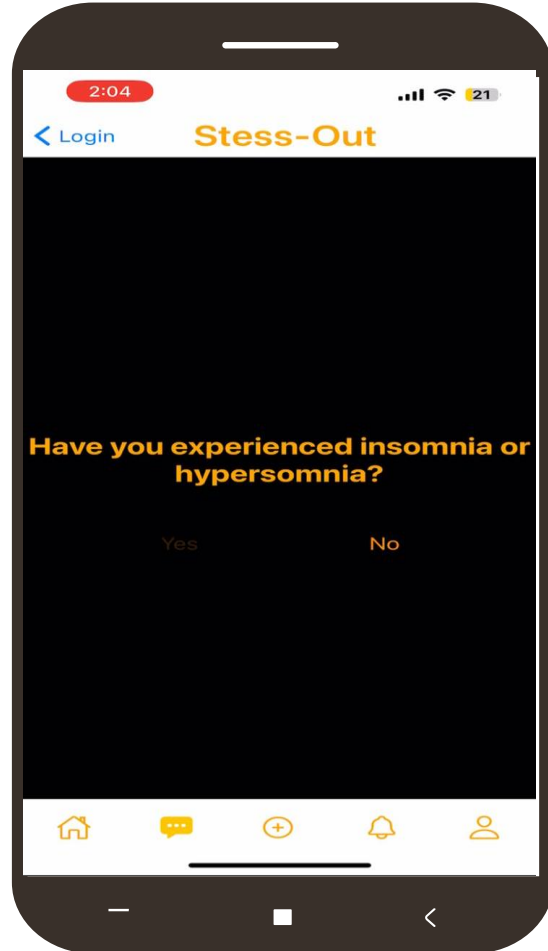 2:04
21
Login
Stess-Out
Have you experienced insomnia or
hypersomnia?
Yes
No